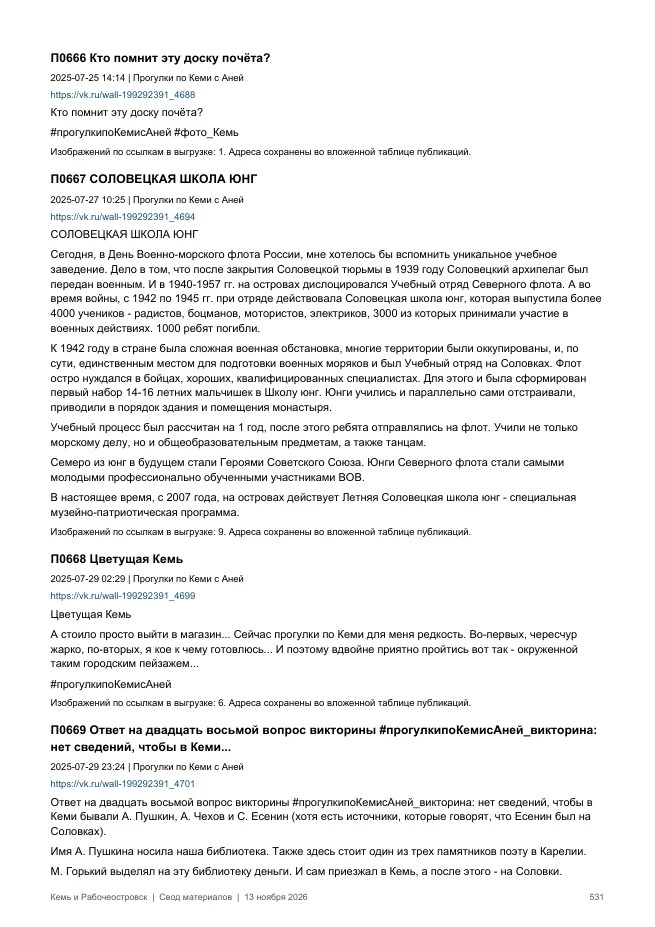 П0666 Кто помнит эту доску почёта?
2025-07-25 14:14 | Прогулки по Кеми с Аней
https://vk.ru/wall-199292391_4688
Кто помнит эту доску почёта?
#прогулкипоКемисАней #фото_Кемь
Изображений по ссылкам в выгрузке: 1. Адреса сохранены во вложенной таблице публикаций.
П0667 СОЛОВЕЦКАЯ ШКОЛА ЮНГ
2025-07-27 10:25 | Прогулки по Кеми с Аней
https://vk.ru/wall-199292391_4694
СОЛОВЕЦКАЯ ШКОЛА ЮНГ
Сегодня, в День Военно-морского флота России, мне хотелось бы вспомнить уникальное учебное
заведение. Дело в том, что после закрытия Соловецкой тюрьмы в 1939 году Соловецкий архипелаг был
передан военным. И в 1940-1957 гг. на островах дислоцировался Учебный отряд Северного флота. А во
время войны, с 1942 по 1945 гг. при отряде действовала Соловецкая школа юнг, которая выпустила более
4000 учеников - радистов, боцманов, мотористов, электриков, 3000 из которых принимали участие в
военных действиях. 1000 ребят погибли.
К 1942 году в стране была сложная военная обстановка, многие территории были оккупированы, и, по
сути, единственным местом для подготовки военных моряков и был Учебный отряд на Соловках. Флот
остро нуждался в бойцах, хороших, квалифицированных специалистах. Для этого и была сформирован
первый набор 14-16 летних мальчишек в Школу юнг. Юнги учились и параллельно сами отстраивали,
приводили в порядок здания и помещения монастыря.
Учебный процесс был рассчитан на 1 год, после этого ребята отправлялись на флот. Учили не только
морскому делу, но и общеобразовательным предметам, а также танцам.
Семеро из юнг в будущем стали Героями Советского Союза. Юнги Северного флота стали самыми
молодыми профессионально обученными участниками ВОВ.
В настоящее время, с 2007 года, на островах действует Летняя Соловецкая школа юнг - специальная
музейно-патриотическая программа.
Изображений по ссылкам в выгрузке: 9. Адреса сохранены во вложенной таблице публикаций.
П0668 Цветущая Кемь
2025-07-29 02:29 | Прогулки по Кеми с Аней
https://vk.ru/wall-199292391_4699
Цветущая Кемь
А стоило просто выйти в магазин... Сейчас прогулки по Кеми для меня редкость. Во-первых, чересчур
жарко, по-вторых, я кое к чему готовлюсь... И поэтому вдвойне приятно пройтись вот так - окруженной
таким городским пейзажем...
#прогулкипоКемисАней
Изображений по ссылкам в выгрузке: 6. Адреса сохранены во вложенной таблице публикаций.
П0669 Ответ на двадцать восьмой вопрос викторины #прогулкипоКемисАней_викторина:
нет сведений, чтобы в Кеми...
2025-07-29 23:24 | Прогулки по Кеми с Аней
https://vk.ru/wall-199292391_4701
Ответ на двадцать восьмой вопрос викторины #прогулкипоКемисАней_викторина: нет сведений, чтобы в
Кеми бывали А. Пушкин, А. Чехов и С. Есенин (хотя есть источники, которые говорят, что Есенин был на
Соловках).
Имя А. Пушкина носила наша библиотека. Также здесь стоит один из трех памятников поэту в Карелии.
М. Горький выделял на эту библиотеку деньги. И сам приезжал в Кемь, а после этого - на Соловки.
Кемь и Рабочеостровск | Свод материалов | 13 ноября 2026
531